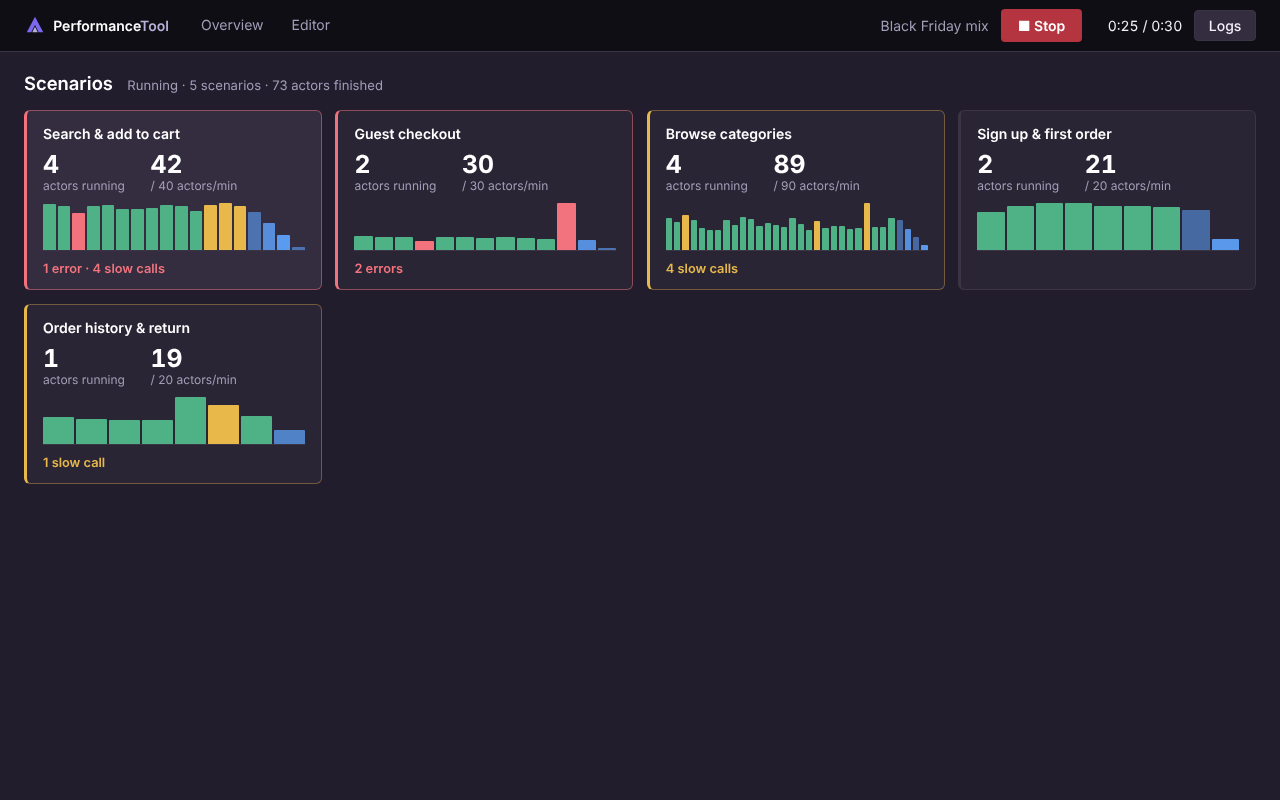 PerformanceTool Overview Editor Black Friday mix Stop 0:25 / 0:30 Logs
Scenarios Running · 5 scenarios · 73 actors finished
Search & add to cart
4 42
actors running / 40 actors/min
1 error · 4 slow calls
Guest checkout
2 30
actors running / 30 actors/min
2 errors
Browse categories
4 89
actors running / 90 actors/min
4 slow calls
Sign up & first order
2 21
actors running / 20 actors/min
Order history & return
1 19
actors running / 20 actors/min
1 slow call